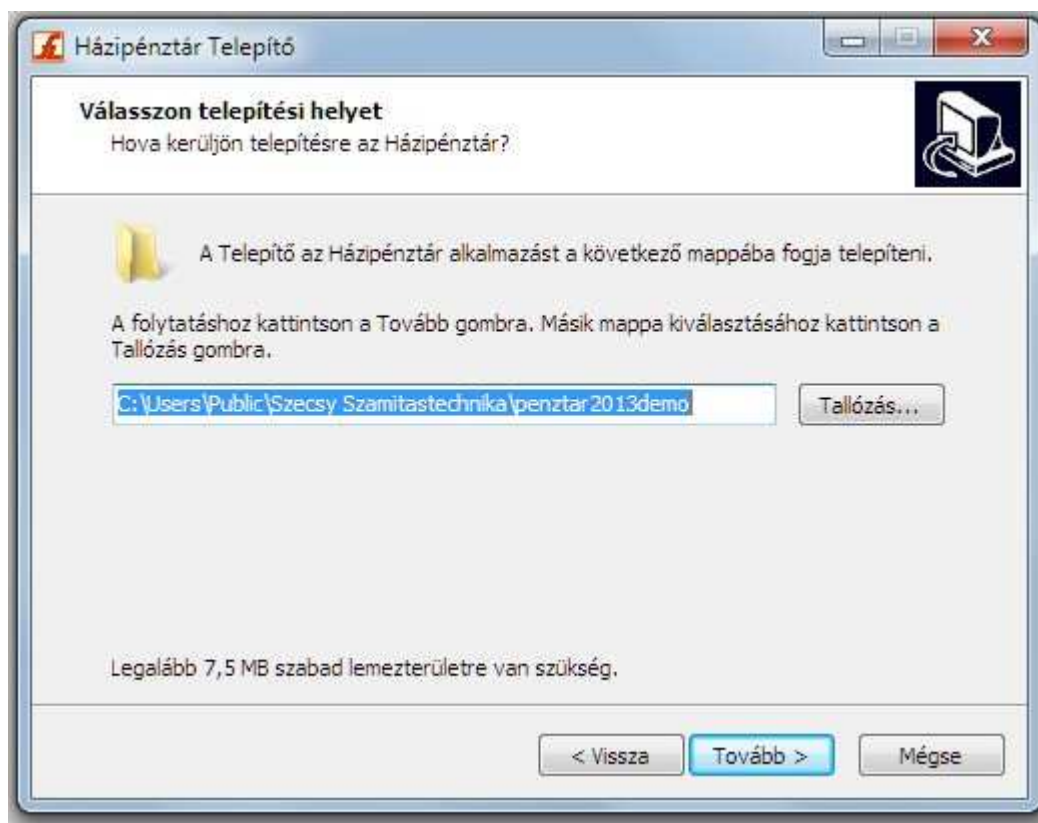 Házipénztár Telepítő
Válasszon telepítési helyet
Hova kerüljön telepítésre az Házipénztár?
A Telepítő az Házipénztár alkalmazást a következő mappába fogja telepíteni.
A folytatáshoz kattintson a Tovább gombra. Másik mappa kiválasztásához kattintson a
Tallózás gombra.
C:\Users\Public\Szecsy Szamitastechnika\penztar2013demo
Tallózás...
Legalább 7,5 MB szabad lemezterületre van szükség.
< Vissza
Tovább >
Mégse